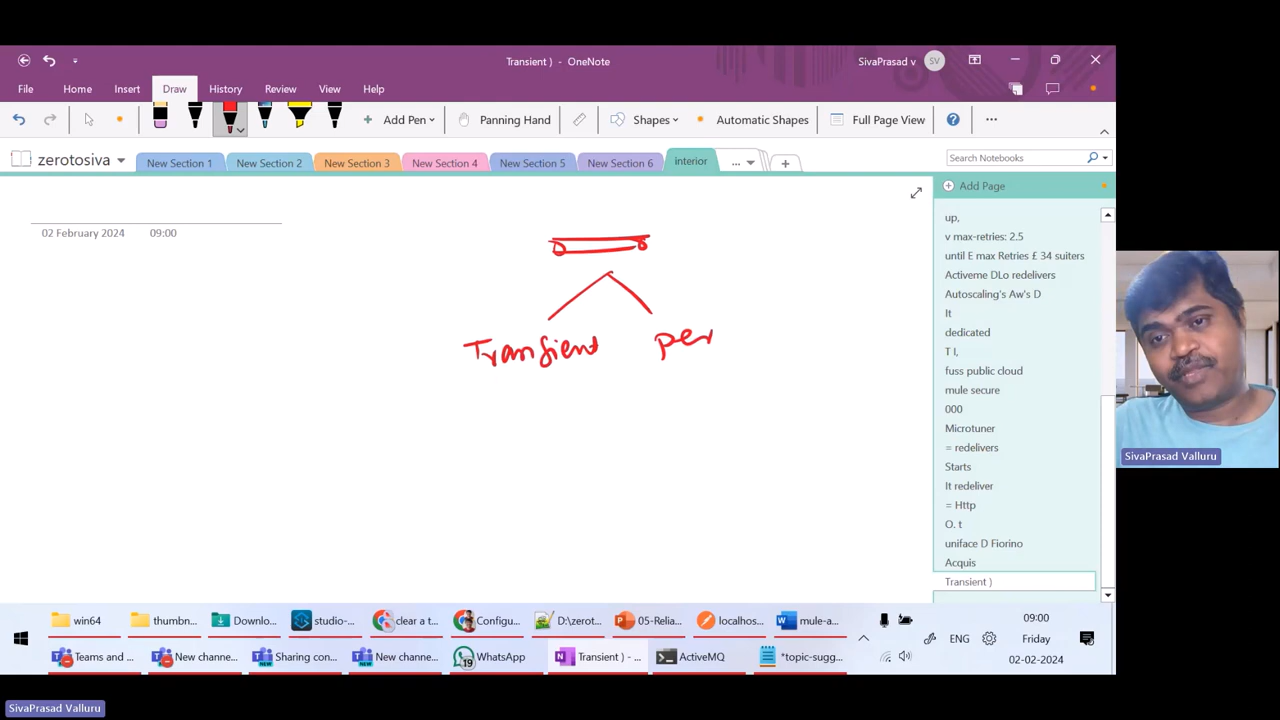 Transient ) - OneNote
SivaPrasad v
SV
File
Home
Insert
Draw
History
Review
View
Help
Add Pen
Panning Hand
Shapes
Automatic Shapes
Full Page View
zerotosiva
New Section 1
New Section 2
New Section 3
New Section 4
New Section 5
New Section 6
interior
...
Search Notebooks
Add Page
02 February 2024
09:00
Transient
per
up,
v max-retries: 2.5
until E max Retries £ 34 suiters
Activeme DLo redelivers
Autoscaling's Aw's D
It
dedicated
T I,
fuss public cloud
mule secure
000
Microtuner
= redelivers
Starts
It redeliver
= Http
O. t
uniface D Fiorino
Acquis
Transient )
SivaPrasad Valluru
win64
thumbn...
Downlo...
studio-...
clear a t...
Configu...
D:\zerot...
05-Relia...
localhos...
mule-a...
ENG
09:00
Friday
02-02-2024
Teams and ...
New channe...
Sharing con...
New channe...
19
WhatsApp
Transient ) - ...
ActiveMQ
*topic-sugg...
SivaPrasad Valluru